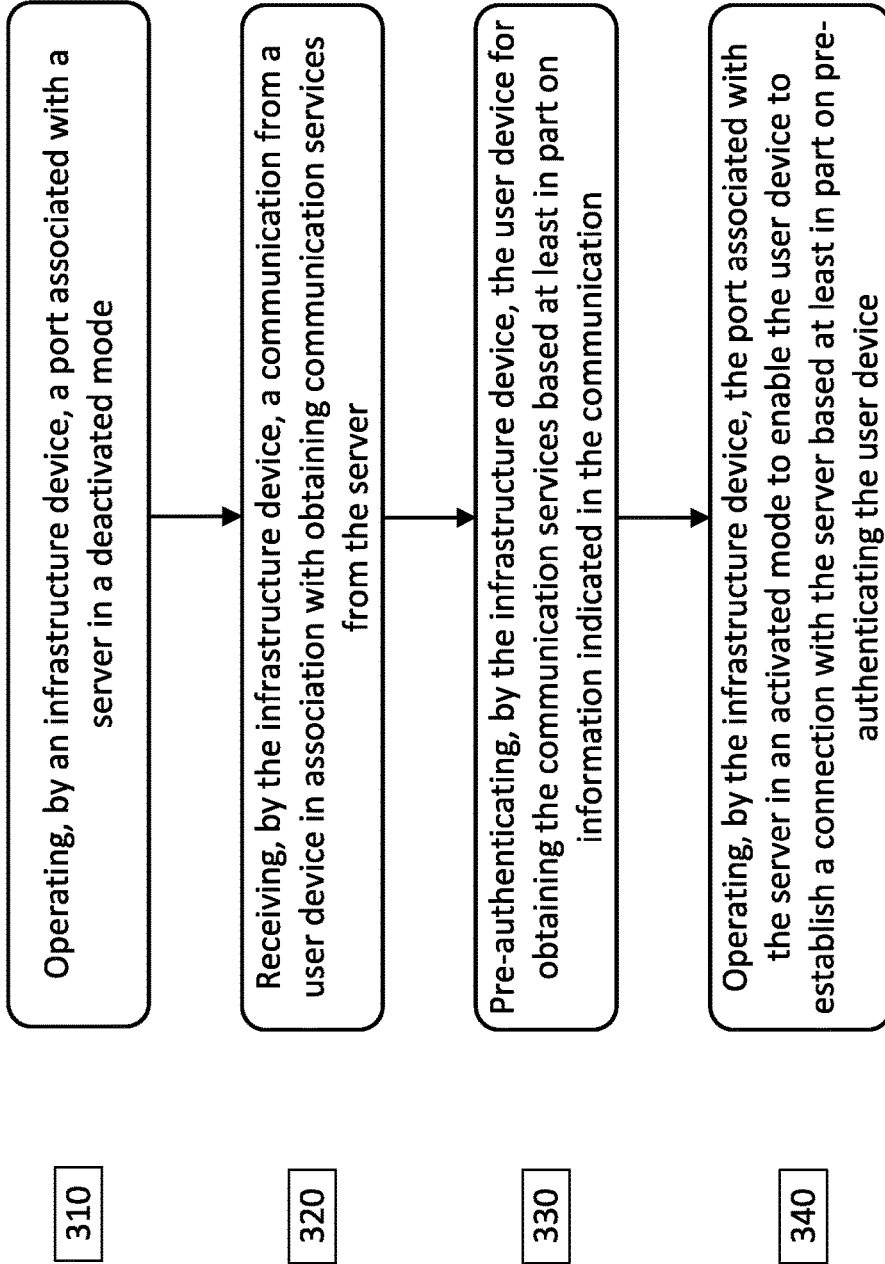 310
Operating, by an infrastructure device, a port associated with a
server in a deactivated mode
320
Receiving, by the infrastructure device, a communication from a
user device in association with obtaining communication services
from the server
330
Pre-authenticating, by the infrastructure device, the user device for
obtaining the communication services based at least in part on
information indicated in the communication
340
Operating, by the infrastructure device, the port associated with
the server in an activated mode to enable the user device to
establish a connection with the server based at least in part on pre-
authenticating the user device